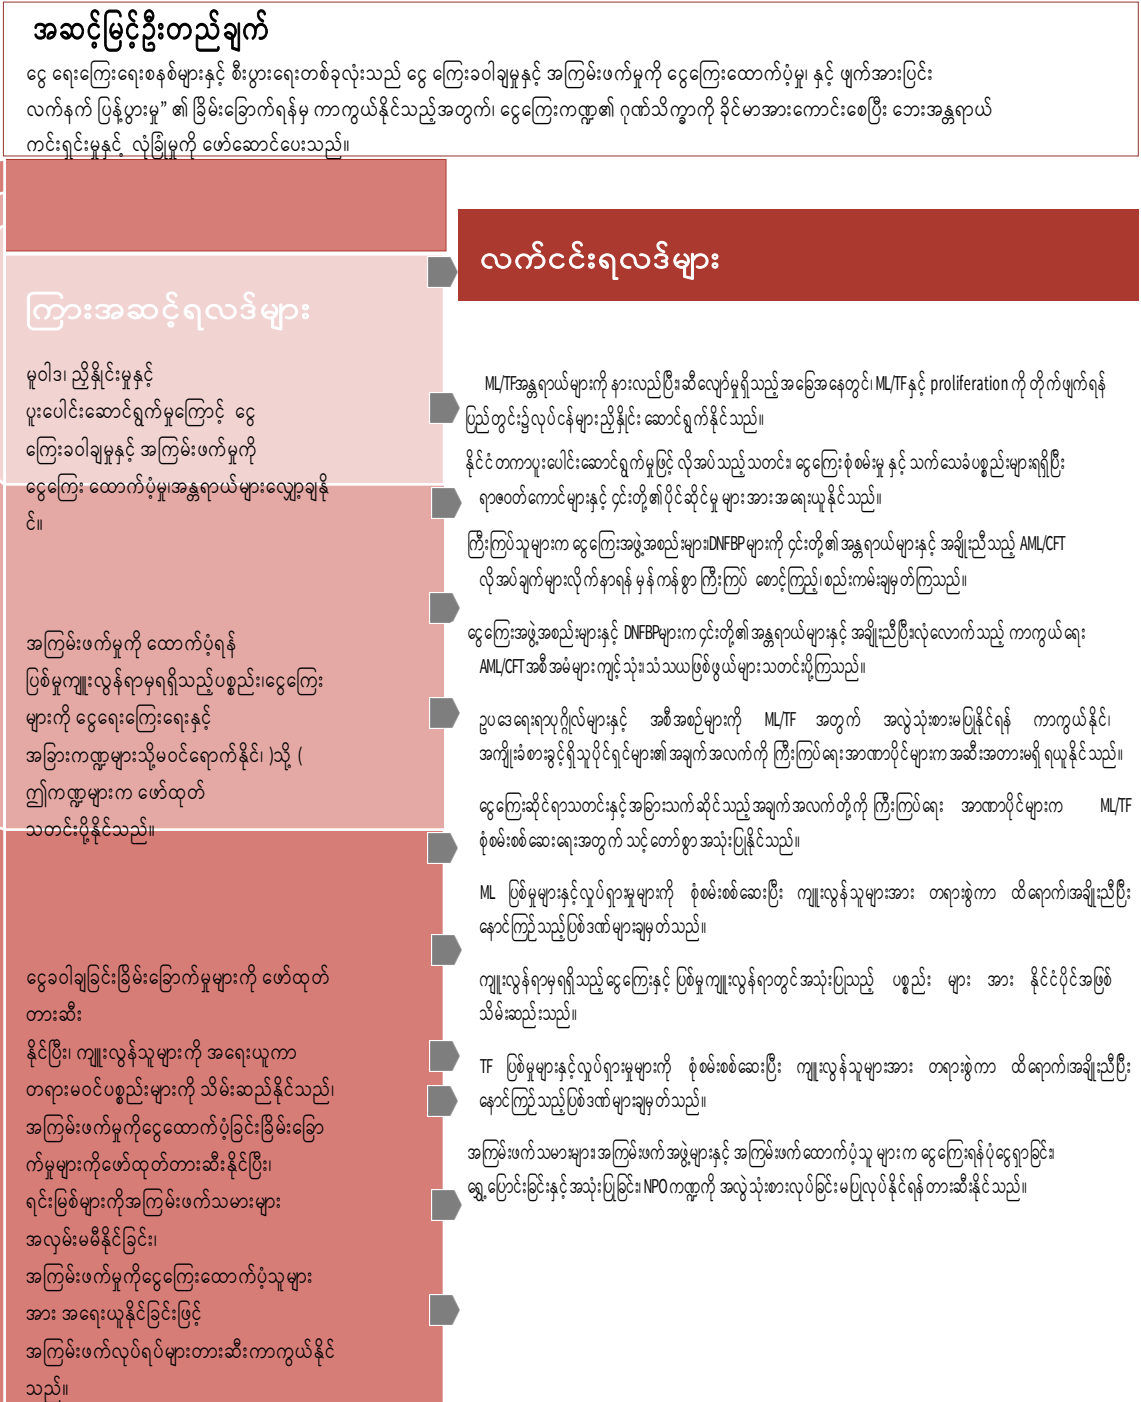 အဆင့်မြင့်ဦးတည်ချက်
ငွေ ရေးကြေးရေးစနစ်များနှင့် စီးပွားရေးတစ်ခုလုံးသည် ငွေ ကြေးခဝါချမှုနှင့် အကြမ်းဖက်မှုကို ငွေကြေးထောက်ပံ့မှု၊ နှင့် ဖျက်အားပြင်း
လက်နက် ပြန့်ပွားမှု” ၏ ခြိမ်းခြောက်ရန်မှ ကာကွယ်နိုင်သည့်အတွက်၊ ငွေကြေးကဏ္ဍ၏ ဂုဏ်သိက္ခာကို ခိုင်မာအားကောင်းစေပြီး ဘေးအန္တရာယ်
ကင်းရှင်းမှုနှင့် လုံခြုံမှုကို ဖော်ဆောင်ပေးသည်။
ကြားအဆင့်ရလဒ်များ
မူဝါဒ၊ ညှိနှိုင်းမှုနှင့်
ပူးပေါင်းဆောင်ရွက်မှုကြောင့် ငွေ
ကြေးခဝါချမှုနှင့် အကြမ်းဖက်မှုကို
ငွေကြေး ထောက်ပံ့မှု၊အန္တရာယ်များလျှော့ချနို
င်။
အကြမ်းဖက်မှုကို ထောက်ပံ့ရန်
ပြစ်မှုကျူးလွန်ရာမှရရှိသည့်ပစ္စည်း၊ငွေကြေး
များကို ငွေရေးကြေးရေးနှင့်
အခြားကဏ္ဍများသို့မဝင်ရောက်နိုင်၊ )သို့ (
ဤကဏ္ဍများက ဖော်ထုတ်
သတင်းပို့နိုင်သည်။
ငွေခဝါချခြင်းခြိမ်းခြောက်မှုများကို ဖော်ထုတ်
တားဆီး
နိုင်ပြီး၊ ကျူးလွန်သူများကို အရေးယူကာ
တရားမဝင်ပစ္စည်းများကို သိမ်းဆည်နိုင်သည်၊
အကြမ်းဖက်မှုကိုငွေထောက်ပံ့ခြင်းခြိမ်းခြော
က်မှုများကိုဖော်ထုတ်တားဆီးနိုင်ပြီး၊
ရင်းမြစ်များကိုအကြမ်းဖက်သမားများ
အလှမ်းမမီနိုင်ခြင်း၊
အကြမ်းဖက်မှုကိုငွေကြေးထောက်ပံ့သူများ
အား အရေးယူနိုင်ခြင်းဖြင့်
အကြမ်းဖက်လုပ်ရပ်များတားဆီးကာကွယ်နိုင်
သည်။
လက်ငင်းရလဒ်များ
ML/TFအန္တရာယ်များကို နားလည်ပြီး၊ဆီလျော်မှုရှိသည့်အခြေအနေတွင်၊ ML/TF နှင့် proliferation ကို တိုက်ဖျက်ရန်
ပြည်တွင်း၌လုပ်ငန်များညှိနှိုင်း ဆောင်ရွက်နိုင်သည်။
နိုင်ငံတကာပူးပေါင်းဆောင်ရွက်မှုဖြင့် လိုအပ်သည့်သတင်း၊ ငွေကြေးစုံစမ်းမှု နှင့် သက်သေခံပစ္စည်းများရရှိပြီး
ရာဇဝတ်ကောင်များနှင့် ၄င်းတို့၏ပိုင်ဆိုင်မှု များအား အရေးယူနိုင်သည်။
ကြီးကြပ်သူများက ငွေကြေးအဖွဲ့အစည်းများ၊DNFBPများကို ၄င်းတို့၏အန္တရာယ်များနှင့် အချိုးညီသည့် AML/CFT
လိုအပ်ချက်များလိုက်နာရန် မှန်ကန်စွာ ကြီးကြပ် စောင့်ကြည့်၊ စည်းကမ်းချမှတ်ကြသည်။
ငွေကြေးအဖွဲ့အစည်းများနှင့် DNFBPများက ၄င်းတို့၏အန္တရာယ်များနှင့် အချိုးညီပြီး၊လုံလောက်သည့် ကာကွယ်ရေး
AML/CFT အစီအမံများကျင့်သုံး၊ သံသယဖြစ်ဖွယ်များသတင်းပို့ကြသည်။
ဥပဒေရေးရာပုဂ္ဂိုလ်များနှင့် အစီအစဉ်များကို ML/TF အတွက် အလွဲသုံးစားမပြုနိုင်ရန် ကာကွယ်နိုင်၊
အကျိုးခံစားခွင့်ရှိသူပိုင်ရှင်များ၏ အချက်အလက်ကို ကြီးကြပ်ရေးအာဏာပိုင်များက အဆီးအတားမရှိ ရယူနိုင်သည်။
ငွေကြေးဆိုင်ရာသတင်းနှင့်အခြားသက်ဆိုင်သည့်အချက်အလက်တို့ကို ကြီးကြပ်ရေး အာဏာပိုင်များက ML/TF
စုံစမ်းစစ်ဆေးရေးအတွက် သင့်တော်စွာ အသုံးပြုနိုင်သည်။
ML ပြစ်မှုများနှင့်လှုပ်ရှားမှုများကို စုံစမ်းစစ်ဆေးပြီး ကျူးလွန်သူများအား တရားစွဲကာ ထိရောက်၊အချိုးညီပြီး
နောင်ကြဉ်သည့်ပြစ်ဒဏ်များချမှတ်သည်။
ကျူးလွန်ရာမှရရှိသည့်ငွေကြေးနှင့် ပြစ်မှုကျူးလွန်ရာတွင်အသုံးပြုသည့် ပစ္စည်း များ အား နိုင်ငံပိုင်အဖြစ်
သိမ်းဆည်းသည်။
TF ပြစ်မှုများနှင့်လှုပ်ရှားမှုများကို စုံစမ်းစစ်ဆေးပြီး ကျူးလွန်သူများအား တရားစွဲကာ ထိရောက်၊အချိုးညီပြီး
နောင်ကြဉ်သည့်ပြစ်ဒဏ်များချမှတ်သည်။
အကြမ်းဖက်သမားများ၊အကြမ်းဖက်အဖွဲ့များနှင့် အကြမ်းဖက်ထောက်ပံ့သူ များက ငွေကြေးရန်ပုံငွေရှာခြင်း၊
ရွှေ့ပြောင်းခြင်းနှင့်အသုံးပြုခြင်း၊ NPO ကဏ္ဍကို အလွဲသုံးစားလုပ်ခြင်းမပြုလုပ်နိုင်ရန်တားဆီးနိုင်သည်။